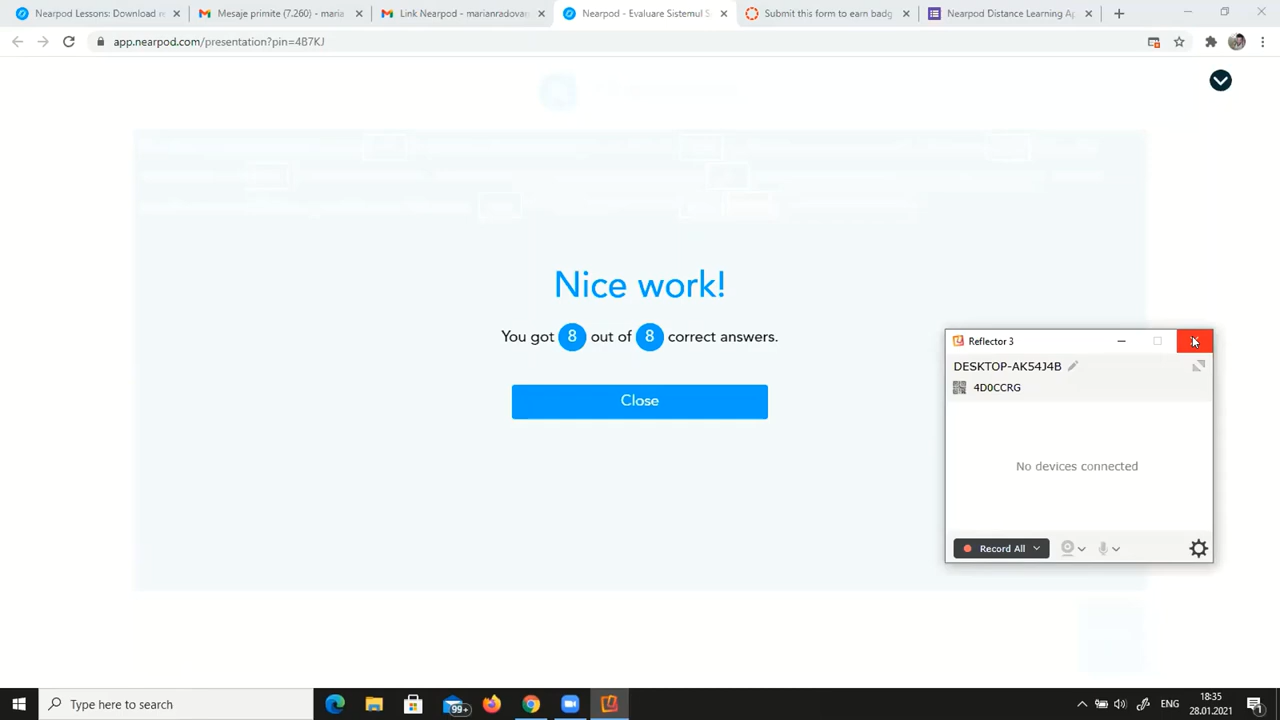 Nearpod Lessons: Download r
Mesaje primite (7.260) - maria
Link Nearpod - marianradovan
Nearpod - Evaluare Sistemul S
Submit this form to earn badg
Nearpod Distance Learning Ap
app.nearpod.com/presentation?pin=4B7KJ
Nice work!
You got 8 out of 8 correct answers.
Close
Reflector 3
DESKTOP-AK54J4B
4D0CCRG
No devices connected
Record All
Type here to search
99+
ENG
18:35
28.01.2021
1